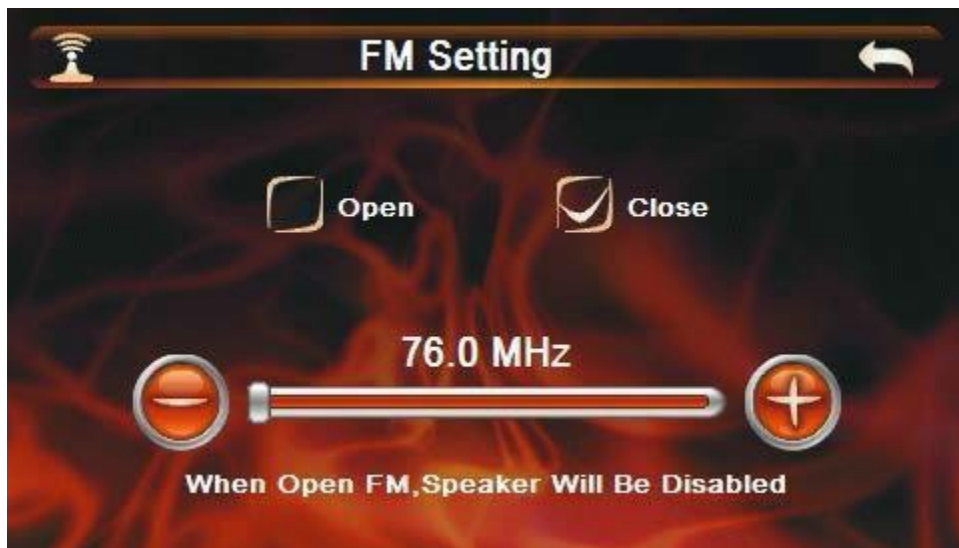 FM Setting
Open
Close
76.0 MHz
When Open FM,Speaker Will Be Disabled